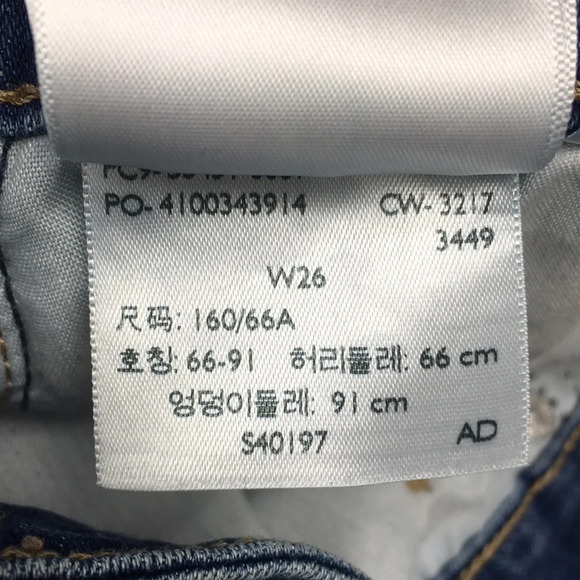 PO- 4100343914 CW- 3217
3449
W26
尺码: 160/66A
호칭: 66-91 허리둘레: 66 cm
엉덩이둘레: 91 cm
S40197 AD